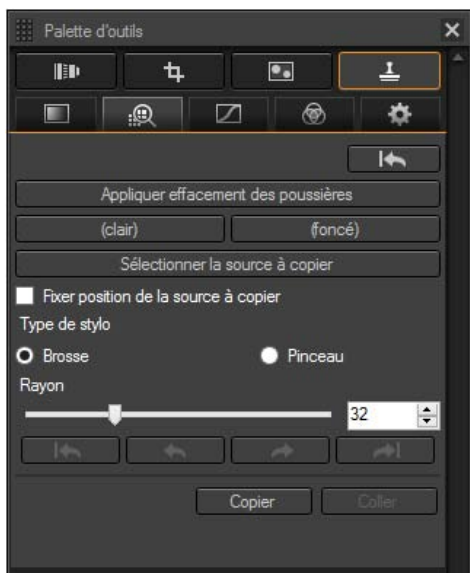 Palette d'outils
Appliquer effacement des poussières
(clair) (foncé)
Sélectionner la source à copier
Fixer position de la source à copier
Type de stylo
Brosse Pinceau
Rayon
32
Copier Coller